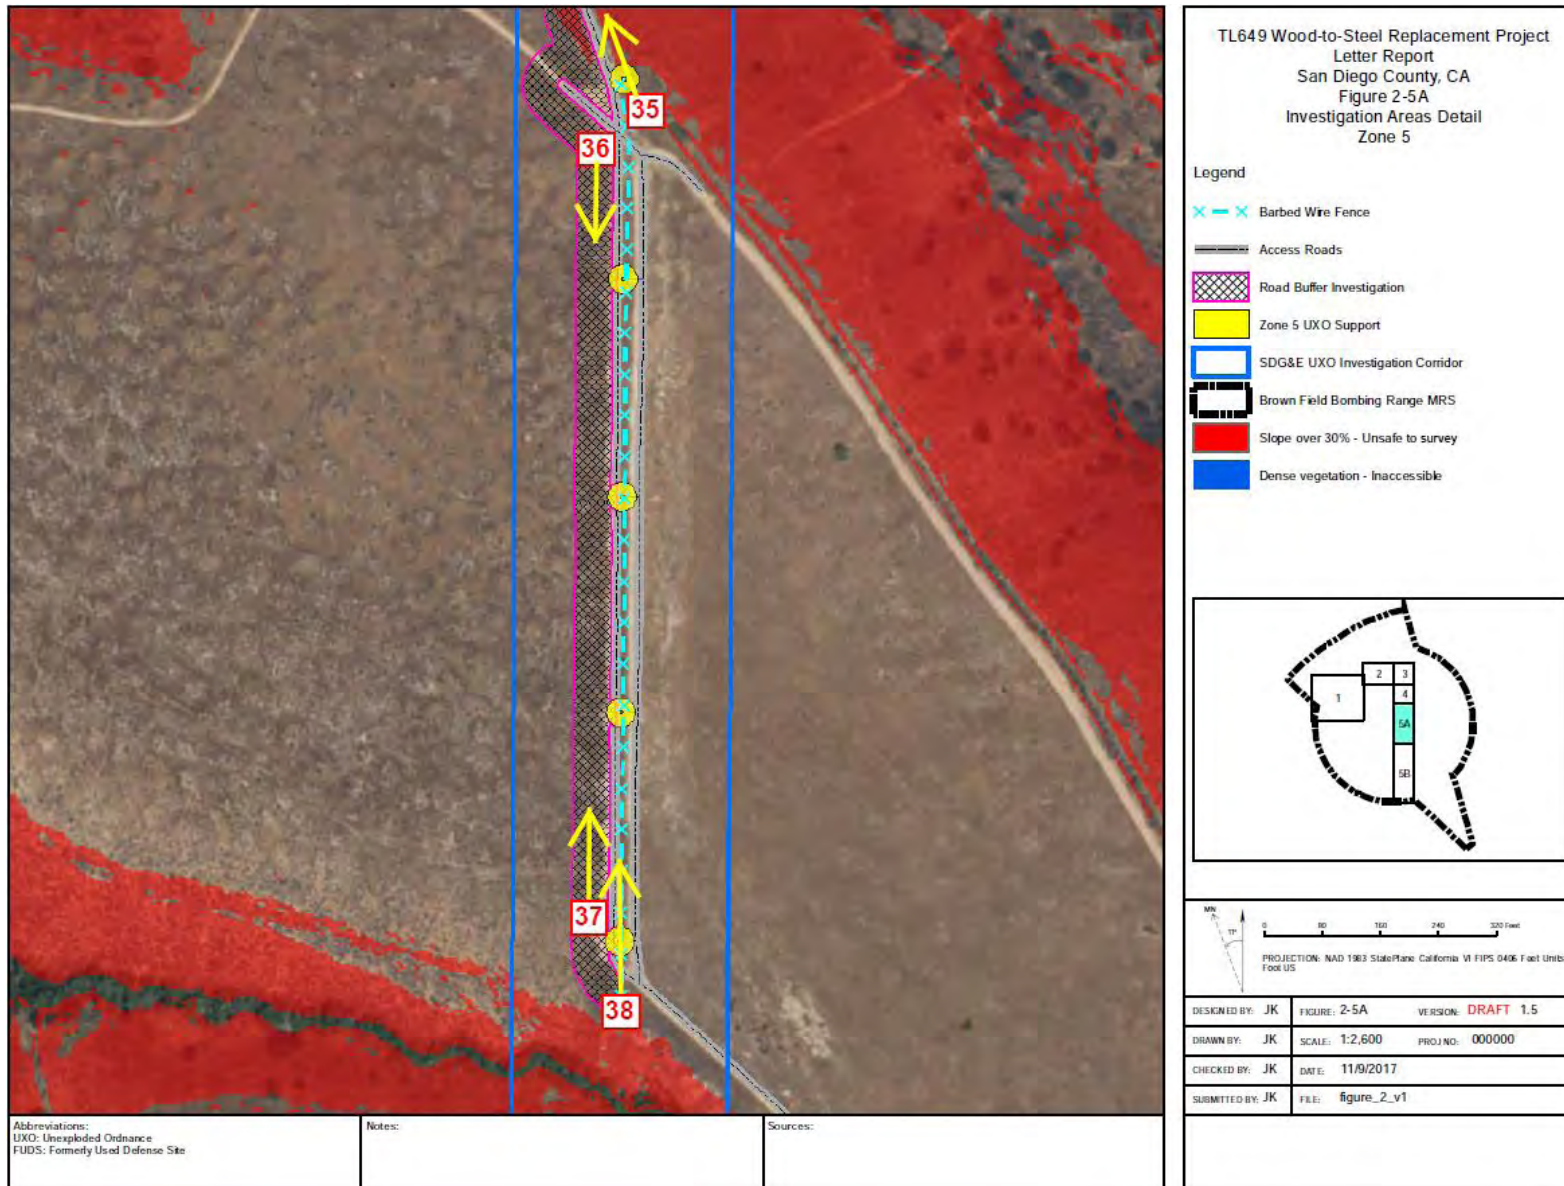 35
36
37
38
TL649 Wood-to-Steel Replacement Project
Letter Report
San Diego County, CA
Figure 2-5A
Investigation Areas Detail
Zone 5
Legend
Barbed Wire Fence
Access Roads
Road Buffer Investigation
Zone 5 UXO Support
SDG&E UXO Investigation Corridor
Brown Field Bombing Range MRS
Slope over 30% - Unsafe to survey
Dense vegetation - Inaccessible
1
2
3
4
5A
5B
MN
11°
0 80 160 240 320 Feet
PROJECTION: NAD 1983 StatePlane California VI FIPS 0406 Feet Units:
Foot US
DESIGNED BY: JK FIGURE: 2-5A VERSION: DRAFT 1.5
DRAWN BY: JK SCALE: 1:2,600 PROJ NO: 000000
CHECKED BY: JK DATE: 11/9/2017
SUBMITTED BY: JK FILE: figure_2_v1
Abbreviations:
UXO: Unexploded Ordnance
FUDS: Formerly Used Defense Site
Notes:
Sources: